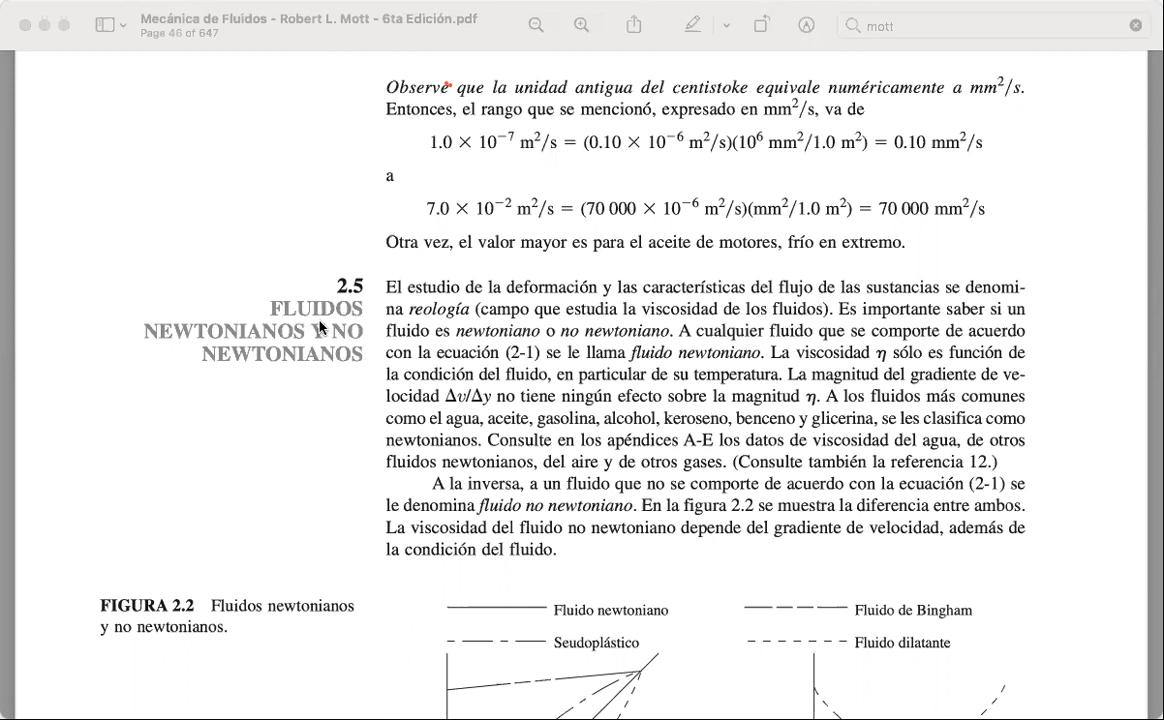 Mecánica de Fluidos - Robert L. Mott - 6ta Edición.pdf
Page 46 of 647
mott
Observe que la unidad antigua del centistoke equivale numéricamente a mm²/s.
Entonces, el rango que se mencionó, expresado en mm²/s, va de
1.0 × 10⁻⁷ m²/s = (0.10 × 10⁻⁶ m²/s)(10⁶ mm²/1.0 m²) = 0.10 mm²/s
a
7.0 × 10⁻² m²/s = (70 000 × 10⁻⁶ m²/s)(mm²/1.0 m²) = 70 000 mm²/s
Otra vez, el valor mayor es para el aceite de motores, frío en extremo.
2.5
FLUIDOS
NEWTONIANOS Y NO
NEWTONIANOS
El estudio de la deformación y las características del flujo de las sustancias se denomi-
na reología (campo que estudia la viscosidad de los fluidos). Es importante saber si un
fluido es newtoniano o no newtoniano. A cualquier fluido que se comporte de acuerdo
con la ecuación (2-1) se le llama fluido newtoniano. La viscosidad η sólo es función de
la condición del fluido, en particular de su temperatura. La magnitud del gradiente de ve-
locidad Δv/Δy no tiene ningún efecto sobre la magnitud η. A los fluidos más comunes
como el agua, aceite, gasolina, alcohol, keroseno, benceno y glicerina, se les clasifica como
newtonianos. Consulte en los apéndices A-E los datos de viscosidad del agua, de otros
fluidos newtonianos, del aire y de otros gases. (Consulte también la referencia 12.)
A la inversa, a un fluido que no se comporte de acuerdo con la ecuación (2-1) se
le denomina fluido no newtoniano. En la figura 2.2 se muestra la diferencia entre ambos.
La viscosidad del fluido no newtoniano depende del gradiente de velocidad, además de
la condición del fluido.
FIGURA 2.2 Fluidos newtonianos
y no newtonianos.
Fluido newtoniano
Fluido de Bingham
Seudoplástico
Fluido dilatante